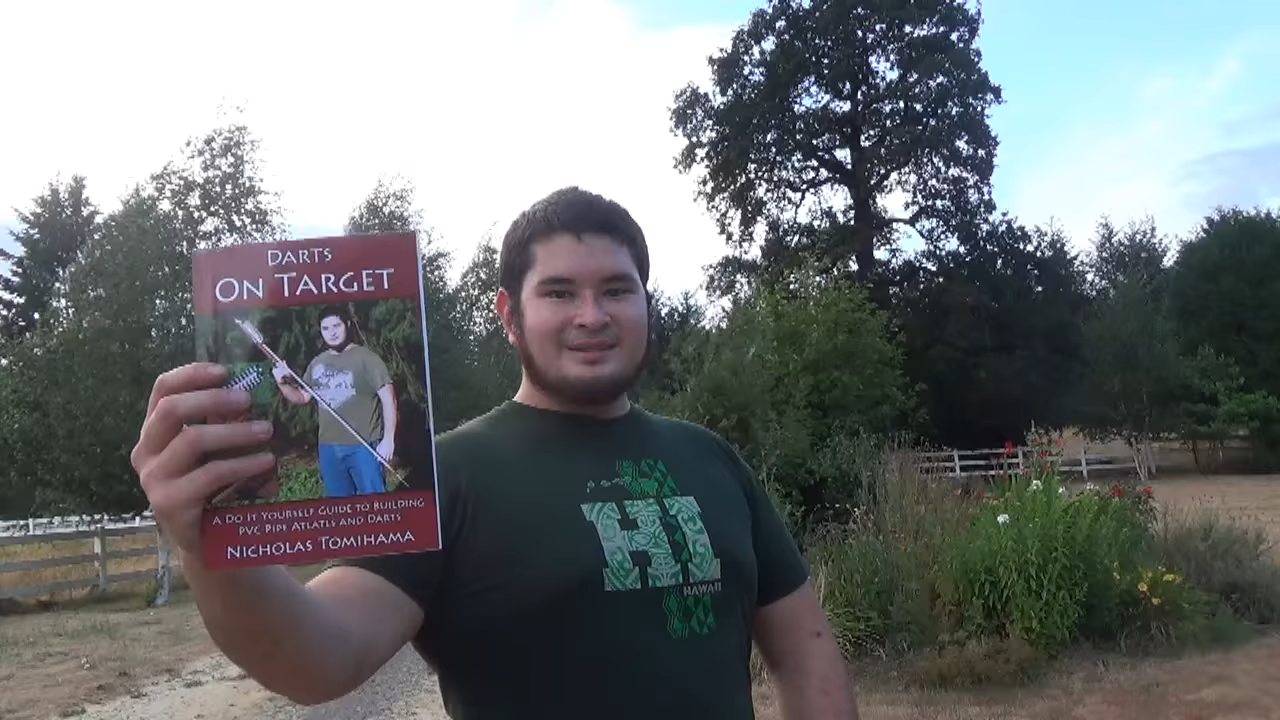 DARTS
ON TARGET
A DO IT YOURSELF GUIDE TO BUILDING
PVC PIPE ATLATLS AND DARTS
NICHOLAS TOMIHAMA
HI
HAWAII